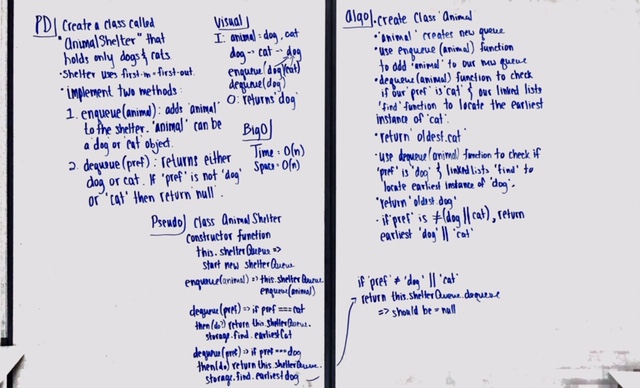 PD) Create a class called
"AnimalShelter" that
holds only dogs & cats
• Shelter uses first-in-first-out.
• implement two methods:
1. enqueue(animal): adds 'animal'
to the shelter. 'animal' can be
a 'dog' or 'cat' object.
2. dequeue(pref): returns either
dog or cat. If 'pref' is not 'dog'
or 'cat' then return 'null'.
Visual
I: animal = dog, cat
dog → cat → dog
enqueue(dog/cat)
dequeue(dog)
O: returns 'dog'
BigO
Time = O(n)
Space = O(n)
Pseudo) Class AnimalShelter
constructor function
this.shelterQueue =>
start new shelterQueue
enqueue(animal) => this.shelterQueue.
enqueue(animal)
dequeue(pref) => if pref === cat
then(do) return this.shelterQueue.
storage.find.earliestCat
dequeue(pref) => if pref === dog
then(do) return this.shelterQueue.
storage.find.earliest dog
algo). create class 'Animal'
• 'animal' creates new queue
• use enqueue(animal) function
to add 'animal' to our new queue
• dequeue(animal) function to check
if our 'pref' is 'cat' & our linked lists
'find' function to locate the earliest
instance of 'cat'.
• return 'oldest.cat'
• use dequeue(animal) function to check if
'pref' is 'dog' & linked lists 'find' to
locate earliest instance of 'dog'.
• return 'oldest.dog'
• if 'pref' is ≠ (dog || cat), return
earliest 'dog' || 'cat'
if 'pref' ≠ 'dog' || 'cat'
return this.shelterQueue.dequeue
=> should be = null